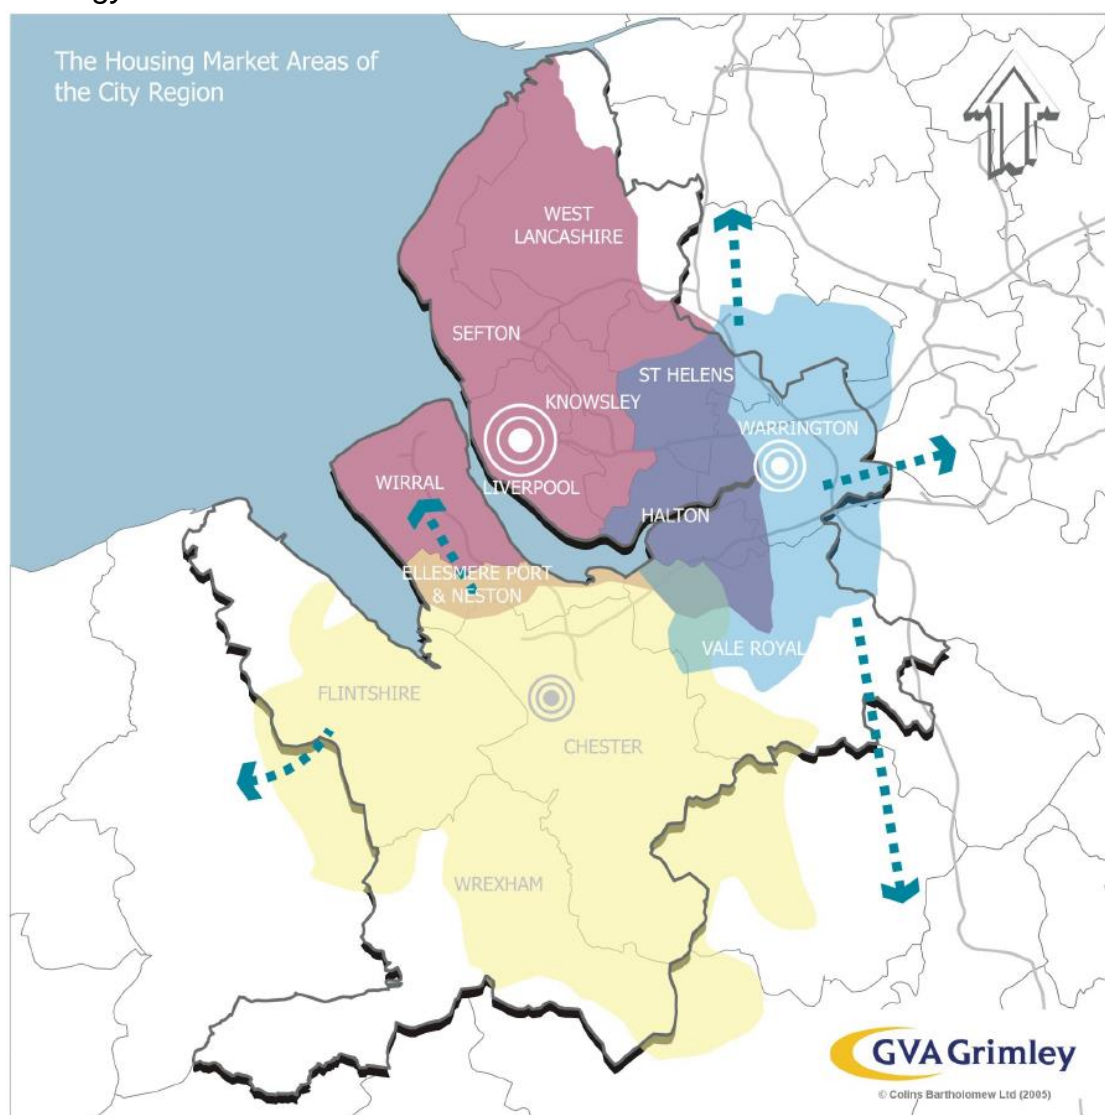 The Housing Market Areas of
the City Region
WEST
LANCASHIRE
SEFTON
ST HELENS
KNOWSLEY
WARRINGTON
WIRRAL
LIVERPOOL
HALTON
ELLESMERE PORT
& NESTON
VALE ROYAL
FLINTSHIRE
CHESTER
WREXHAM
GVA Grimley
© Colins Bartholomew Ltd (2005)